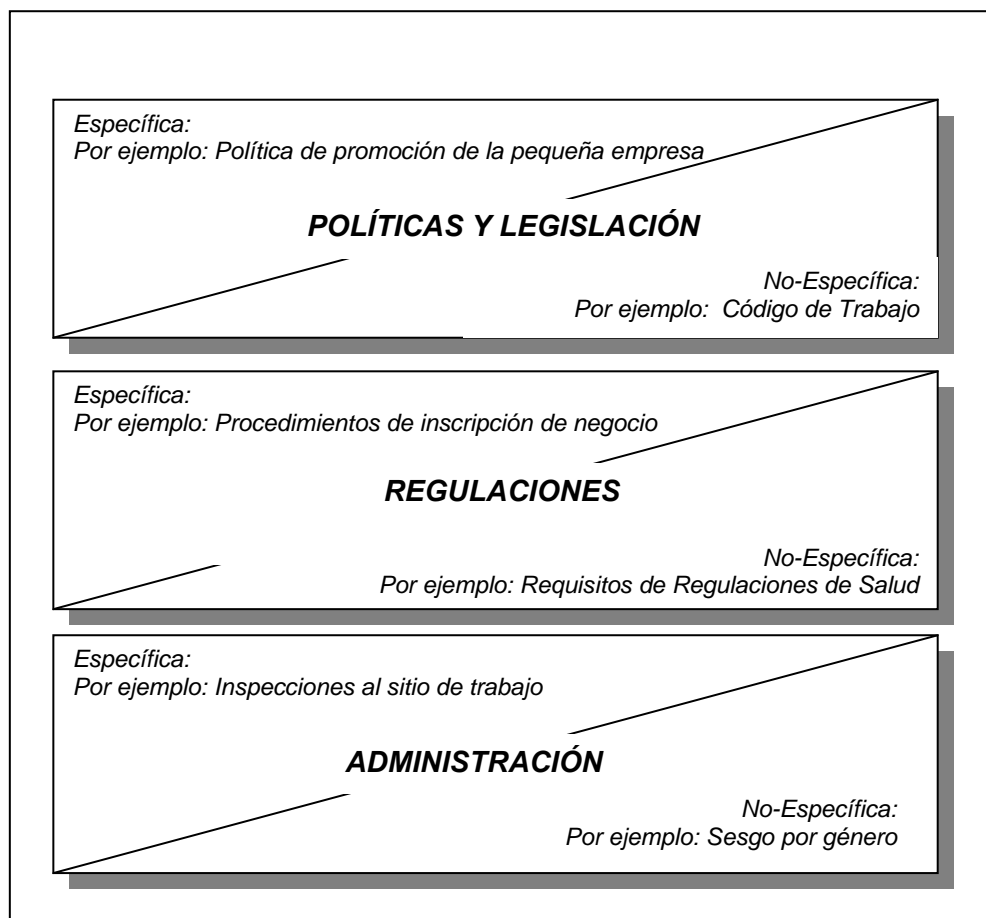 Específica:
Por ejemplo: Política de promoción de la pequeña empresa
POLÍTICAS Y LEGISLACIÓN
No-Específica:
Por ejemplo:  Código de Trabajo
Específica:
Por ejemplo: Procedimientos de inscripción de negocio
REGULACIONES
No-Específica:
Por ejemplo: Requisitos de Regulaciones de Salud
Específica:
Por ejemplo: Inspecciones al sitio de trabajo
ADMINISTRACIÓN
No-Específica:
Por ejemplo: Sesgo por género